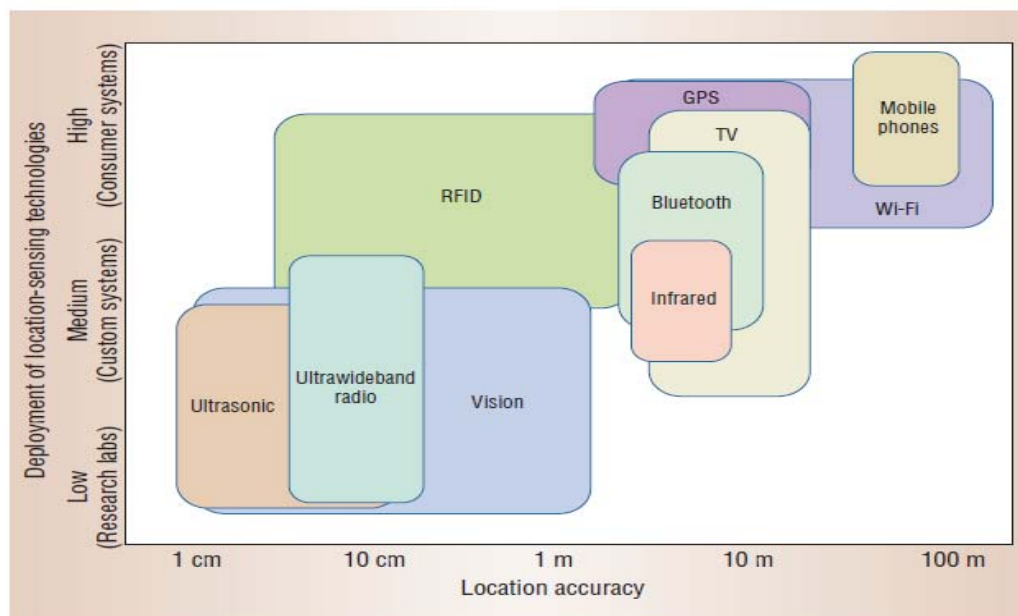 Deployment of location-sensing technologies
High
(Consumer systems)
Medium
(Custom systems)
Low
(Research labs)
GPS
TV
Mobile
phones
RFID
Bluetooth
Wi-Fi
Infrared
Ultrawideband
radio
Ultrasonic
Vision
1 cm
10 cm
1 m
10 m
100 m
Location accuracy